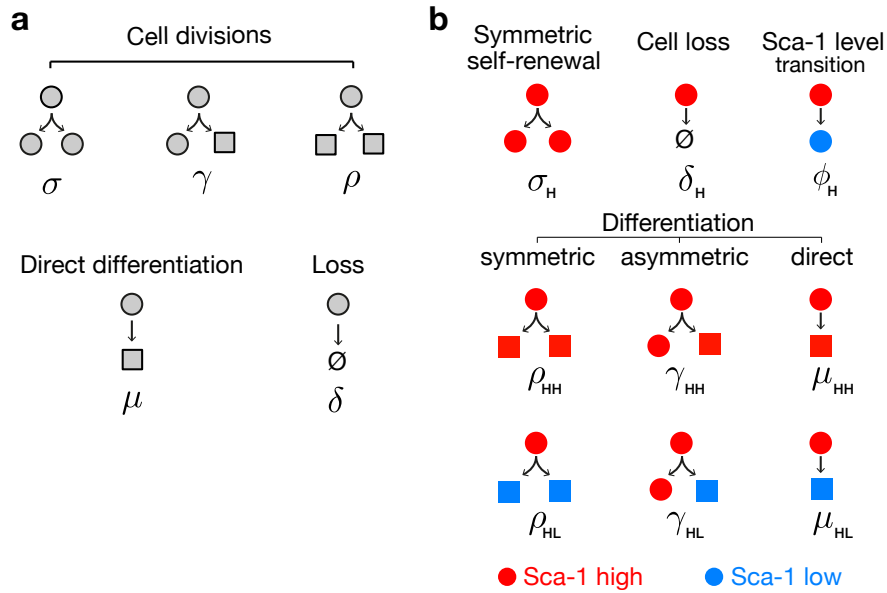 a
Cell divisions
σ γ ρ
Direct differentiation Loss
∅
μ δ
b
Symmetric self-renewal Cell loss Sca-1 level transition
∅
σH δH ϕH
Differentiation
symmetric asymmetric direct
ρHH γHH μHH
ρHL γHL μHL
Sca-1 high Sca-1 low